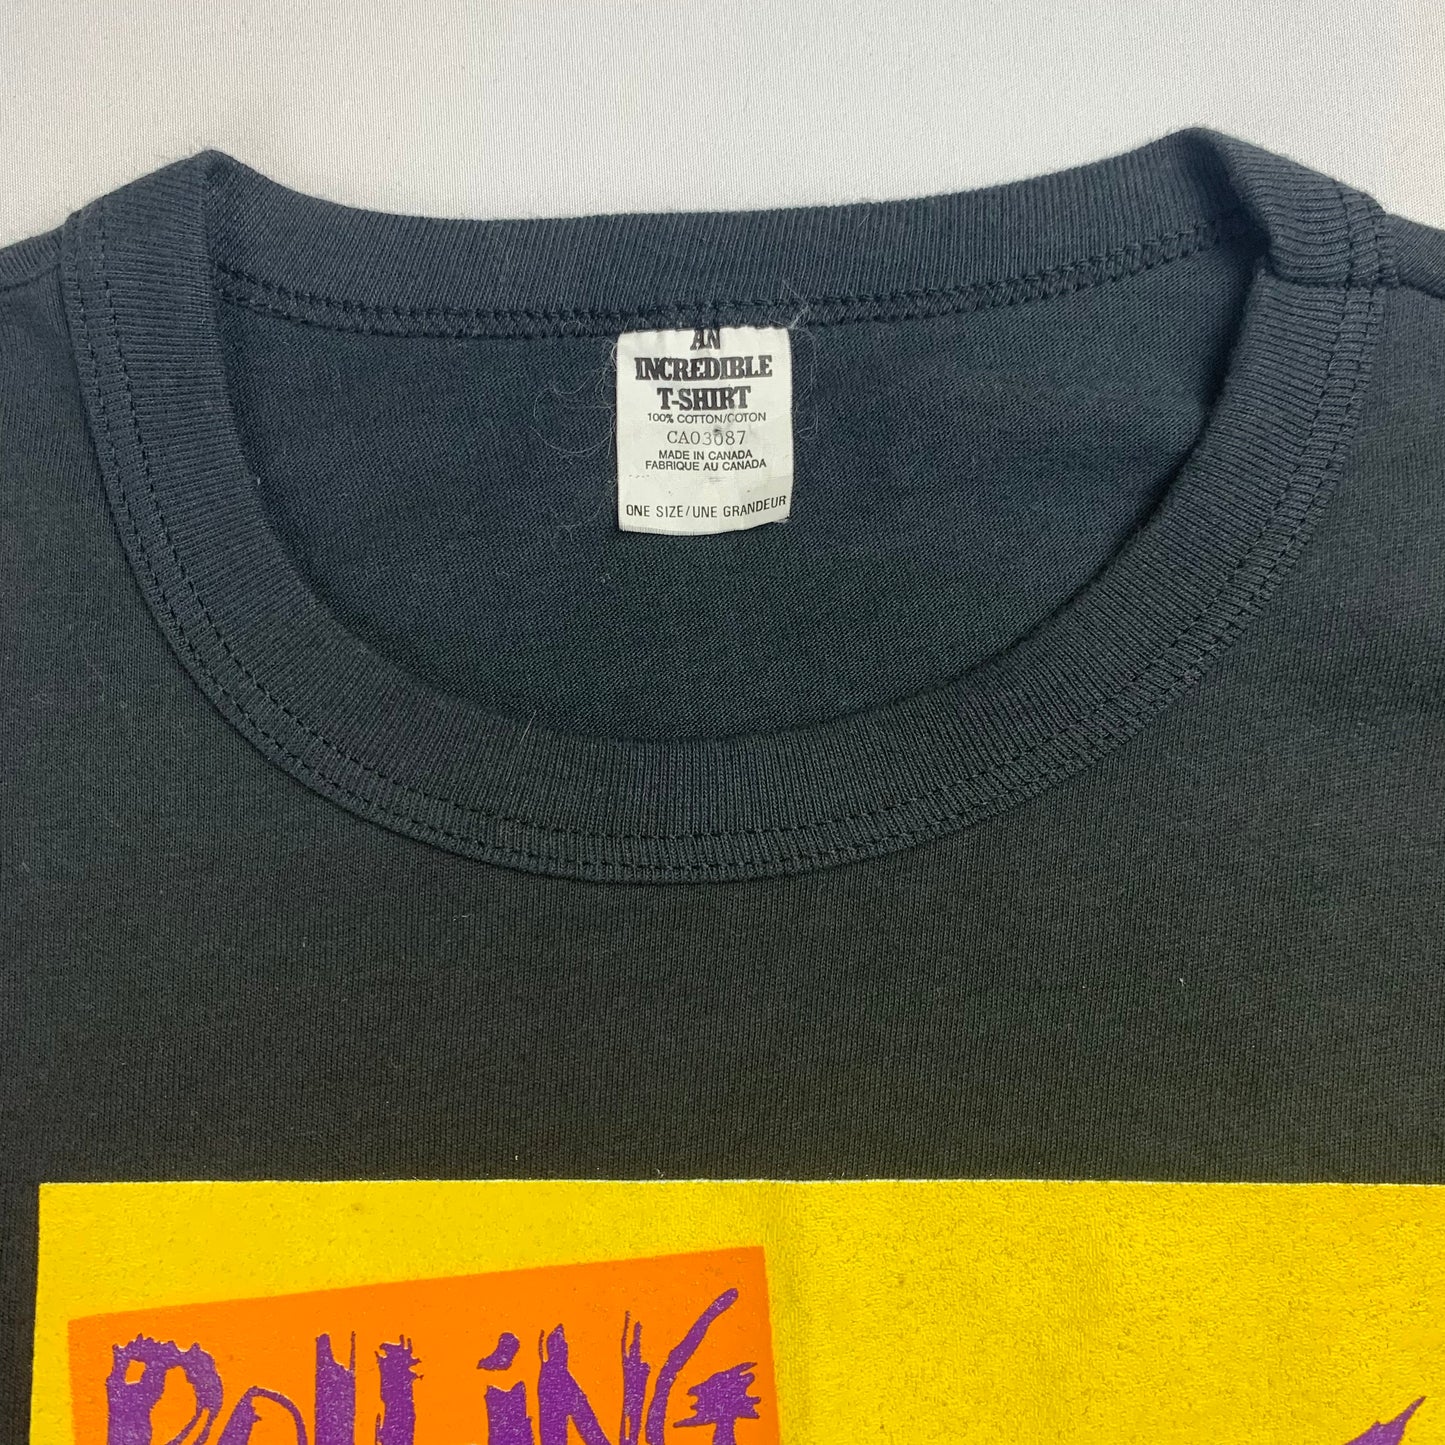 AN
INCREDIBLE
T-SHIRT
100% COTTON/COTON
CA03087
MADE IN CANADA
FABRIQUE AU CANADA
ONE SIZE/UNE GRANDEUR
ROLLiNG